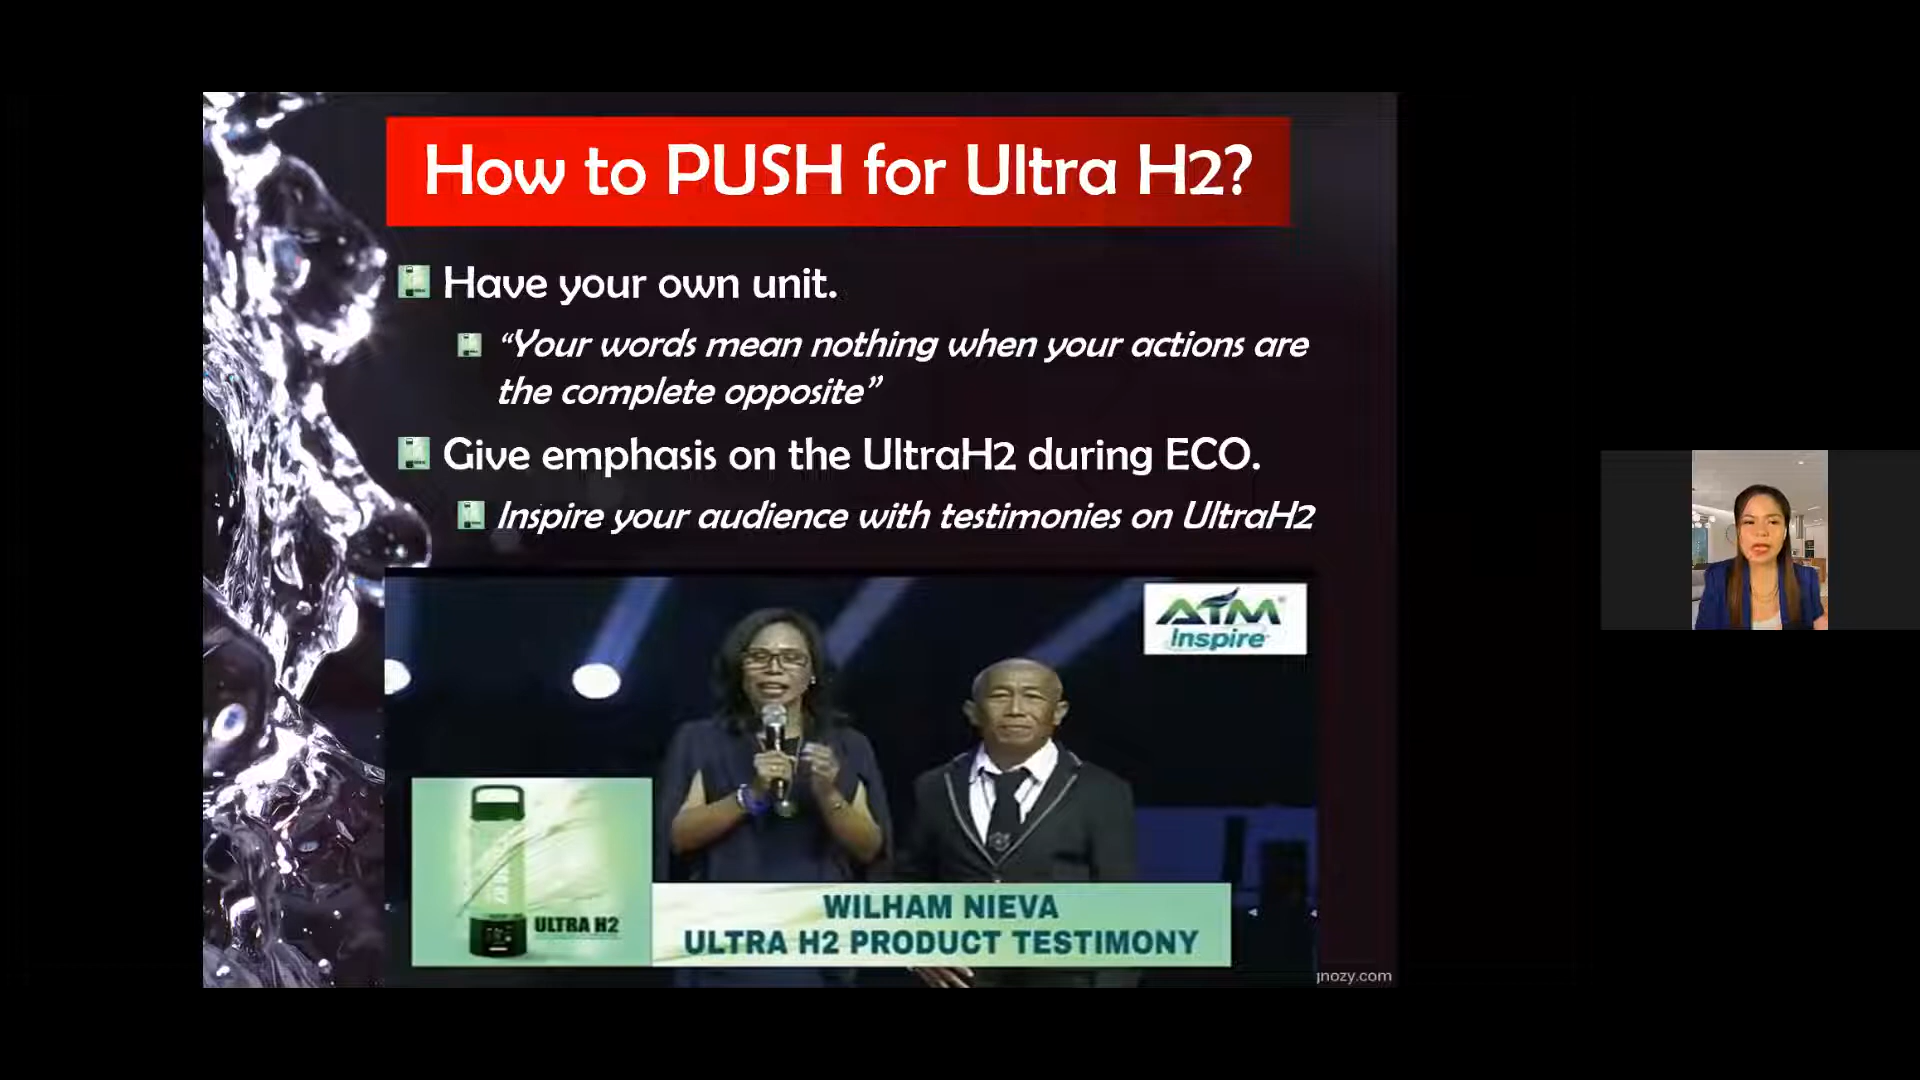 How to PUSH for Ultra H2?
Have your own unit.
"Your words mean nothing when your actions are
the complete opposite"
Give emphasis on the UltraH2 during ECO.
Inspire your audience with testimonies on UltraH2
AIM
Inspire
ULTRA H2
WILHAM NIEVA
ULTRA H2 PRODUCT TESTIMONY
gnozy.com